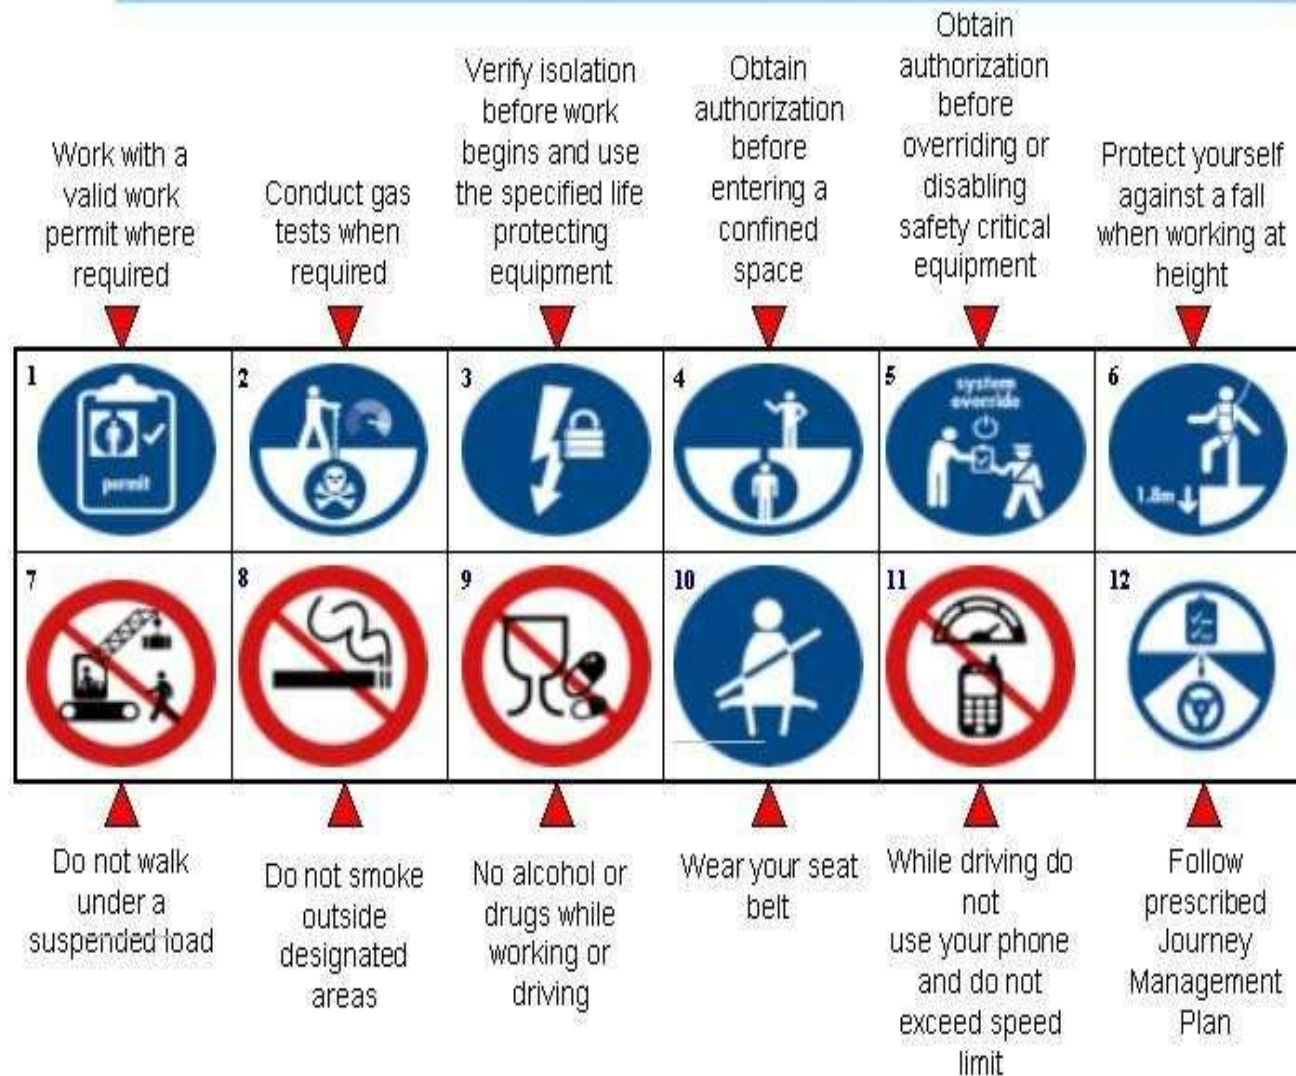 Work with a
valid work
permit where
required
Conduct gas
tests when
required
Verify isolation
before work
begins and use
the specified life
protecting
equipment
Obtain
authorization
before
entering a
confined
space
Obtain
authorization
before
overriding or
disabling
safety critical
equipment
Protect yourself
against a fall
when working at
height
1
permit
2
3
4
5
system
override
6
1.8m
7
8
9
10
11
12
Do not walk
under a
suspended load
Do not smoke
outside
designated
areas
No alcohol or
drugs while
working or
driving
Wear your seat
belt
While driving do
not
use your phone
and do not
exceed speed
limit
Follow
prescribed
Journey
Management
Plan